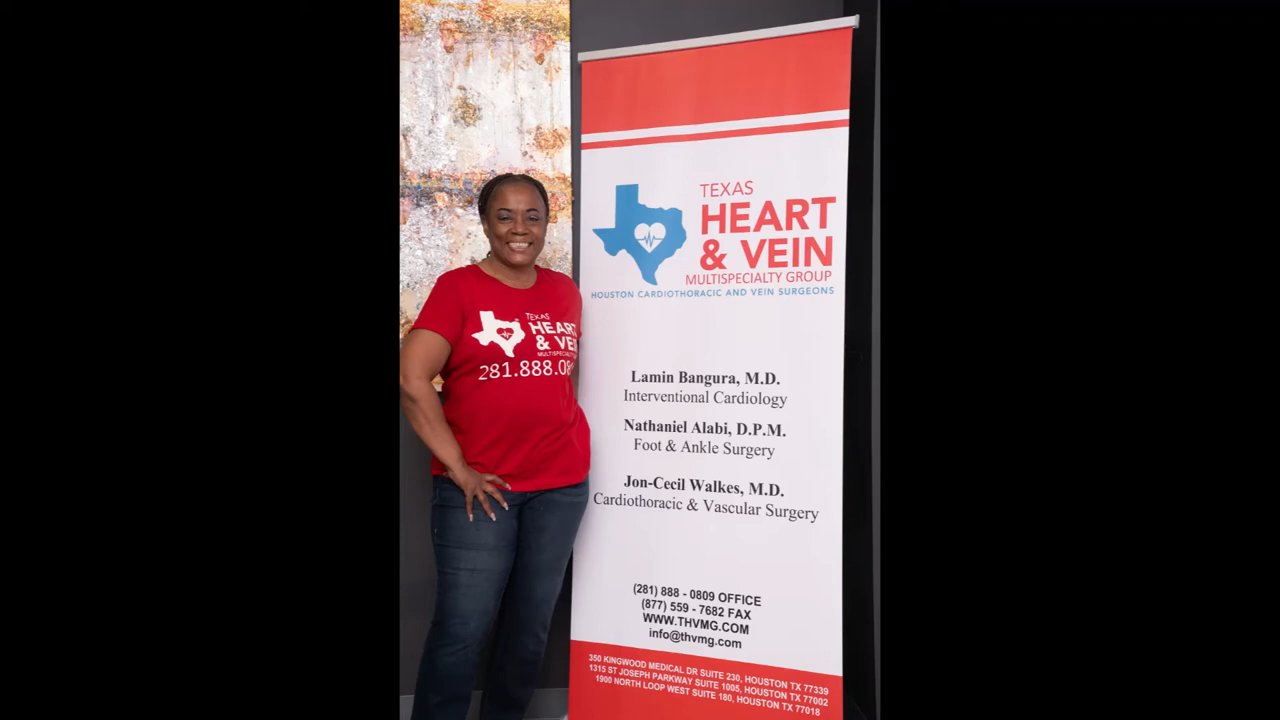 TEXAS
HEART
& VEIN
MULTISPECIALTY GROUP
HOUSTON CARDIOTHORACIC AND VEIN SURGEONS
Lamin Bangura, M.D.
Interventional Cardiology
Nathaniel Alabi, D.P.M.
Foot & Ankle Surgery
Jon-Cecil Walkes, M.D.
Cardiothoracic & Vascular Surgery
(281) 888 - 0809 OFFICE
(877) 559 - 7682 FAX
WWW.THVMG.COM
info@thvmg.com
350 KINGWOOD MEDICAL DR SUITE 230, HOUSTON TX 77339
1315 ST JOSEPH PARKWAY SUITE 1005, HOUSTON TX 77002
1900 NORTH LOOP WEST SUITE 180, HOUSTON TX 77018
TEXAS
HEART
&
281.888.0